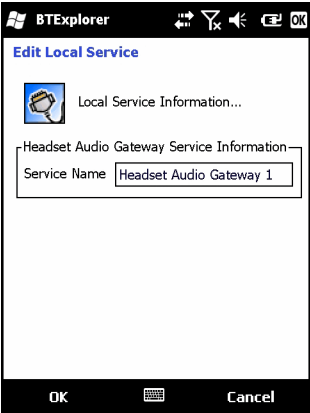 BTExplorer OK
Edit Local Service
Local Service Information...
Headset Audio Gateway Service Information
Service Name Headset Audio Gateway 1
OK Cancel